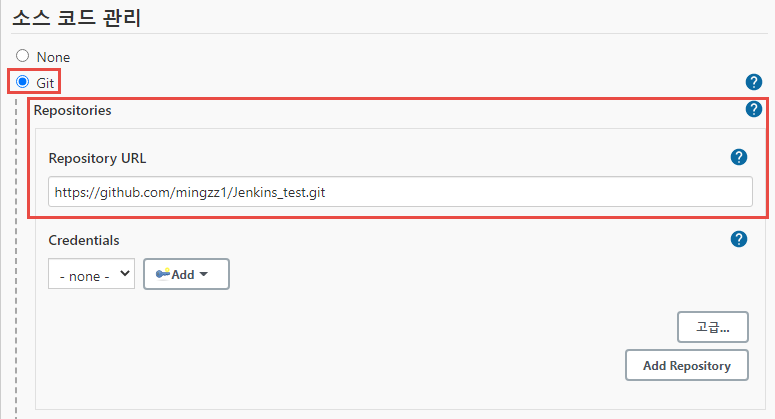 소스 코드 관리
None
Git
Repositories
Repository URL
https://github.com/mingzz1/Jenkins_test.git
Credentials
- none -
Add
고급...
Add Repository